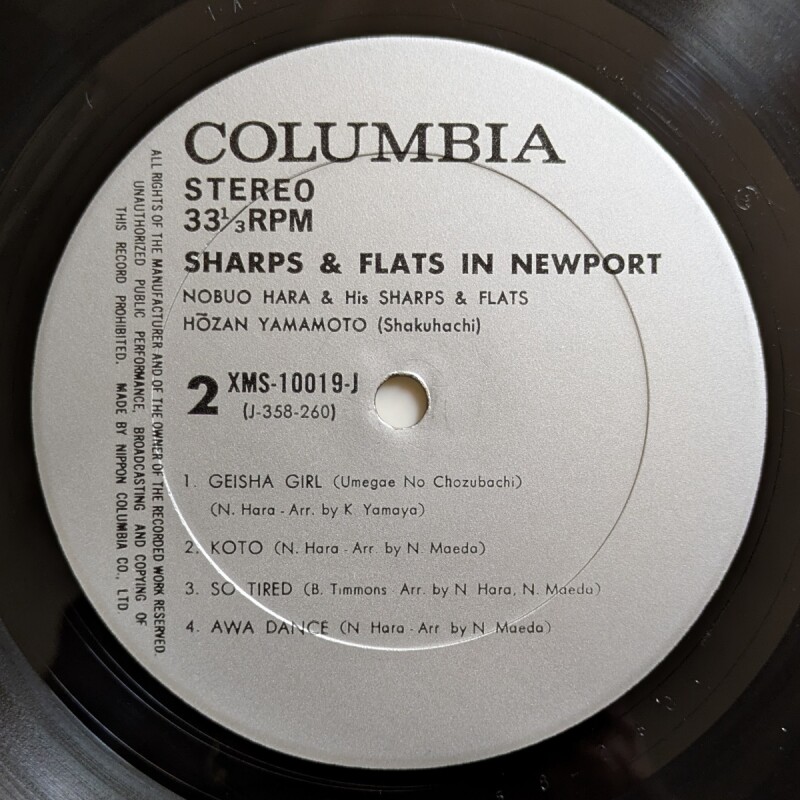 COLUMBIA
STEREO
33 1/3 RPM
SHARPS & FLATS IN NEWPORT
NOBUO HARA & His SHARPS & FLATS
HŌZAN YAMAMOTO (Shakuhachi)
2 XMS-10019-J
(J-358-260)
1. GEISHA GIRL (Umegae No Chozubachi)
(N. Hara - Arr. by K Yamaya)
2. KOTO (N. Hara - Arr. by N. Maeda)
3. SO TIRED (B. Timmons - Arr. by N Hara, N. Maeda)
4. AWA DANCE (N Hara - Arr by N Maeda)
ALL RIGHTS OF THE MANUFACTURER AND OF THE OWNER OF THE RECORDED WORK RESERVED.
UNAUTHORIZED PUBLIC PERFORMANCE, BROADCASTING AND COPYING OF
THIS RECORD PROHIBITED. MADE BY NIPPON COLUMBIA CO., LTD.